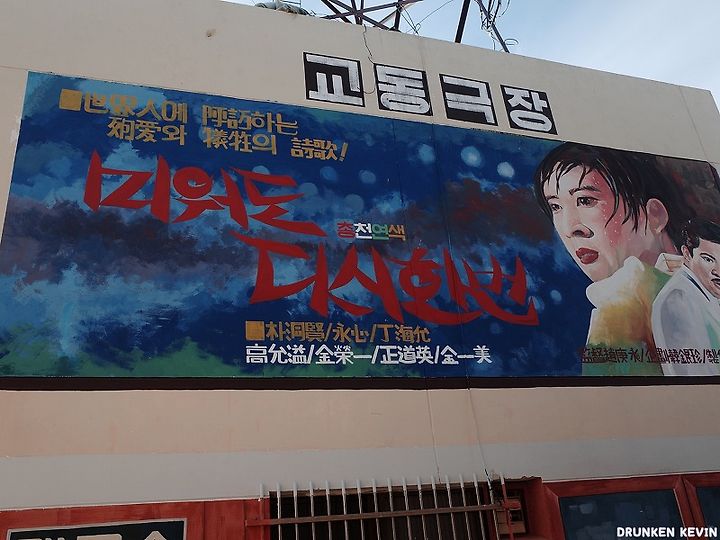 교동극장
世界人에 呼訴하는
殉愛와 犧牲의 詩歌!
미워도
총천연색
다시한번
朴洞賢/永心/丁海允
高允溢/金榮一/正道英/金一美
DRUNKEN KEVIN